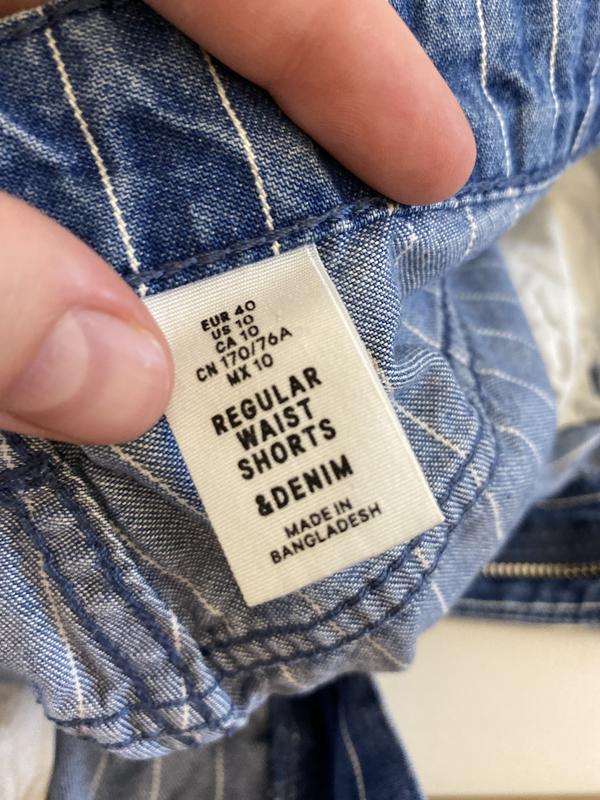 EUR 40
US 10
CA 10
CN 170/76A
MX 10
REGULAR
WAIST
SHORTS
&DENIM
MADE IN
BANGLADESH